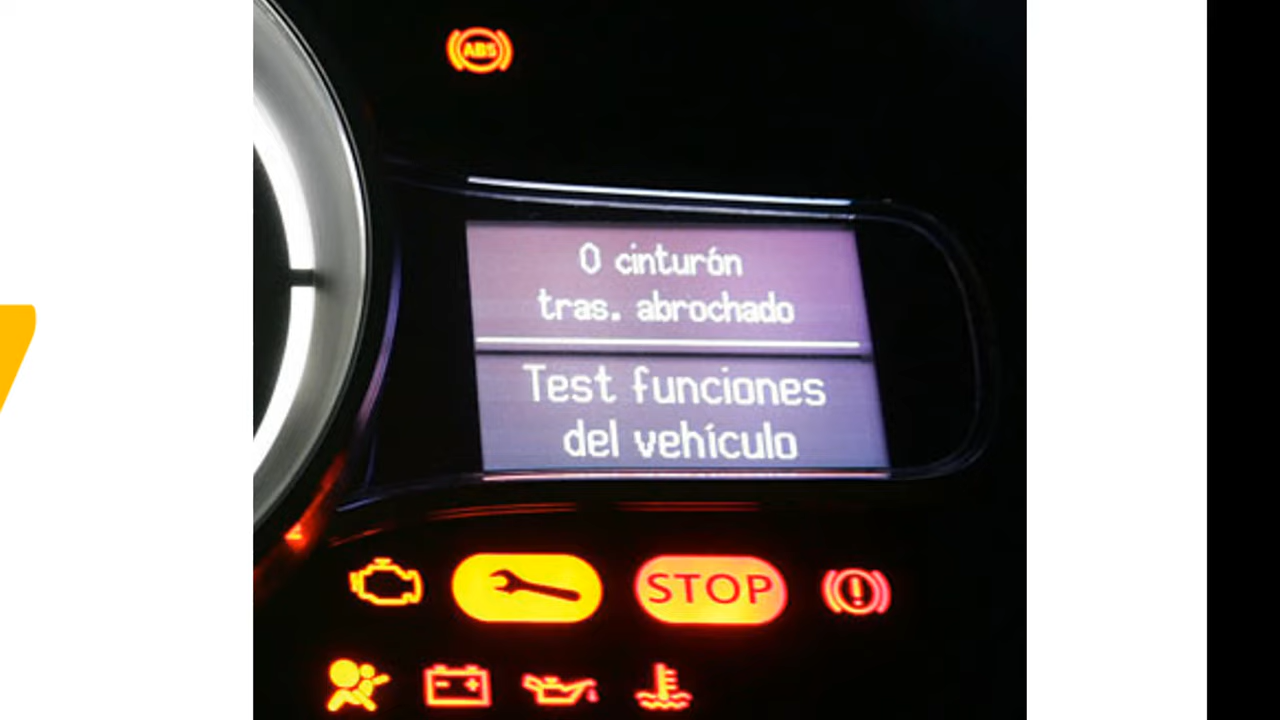 ABS
0 cinturón
tras. abrochado
Test funciones
del vehículo
STOP